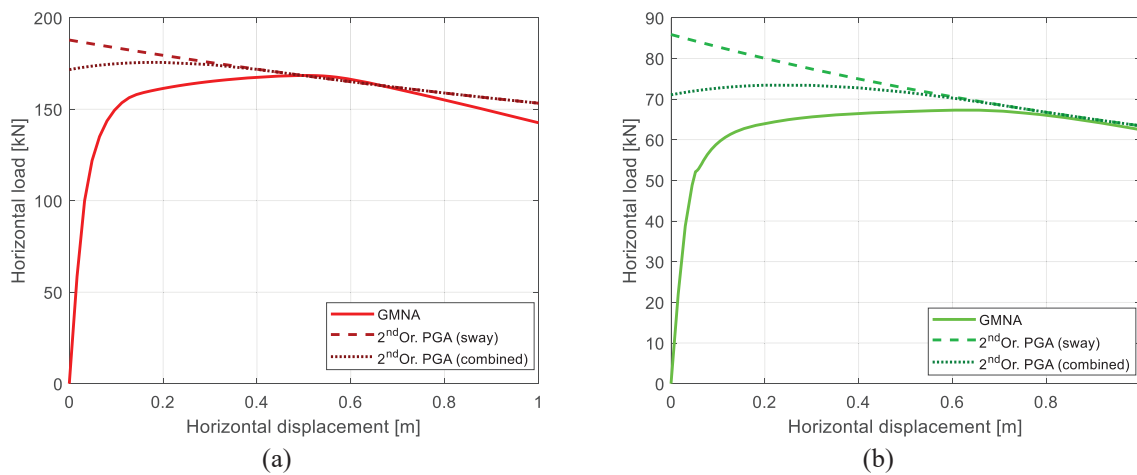 200
150
100
50
0
Horizontal load [kN]
0 0.2 0.4 0.6 0.8 1
Horizontal displacement [m]
GMNA
2ndOr. PGA (sway)
2ndOr. PGA (combined)
(a)
90
80
70
60
50
40
30
20
10
0
Horizontal load [kN]
0 0.2 0.4 0.6 0.8
Horizontal displacement [m]
GMNA
2ndOr. PGA (sway)
2ndOr. PGA (combined)
(b)